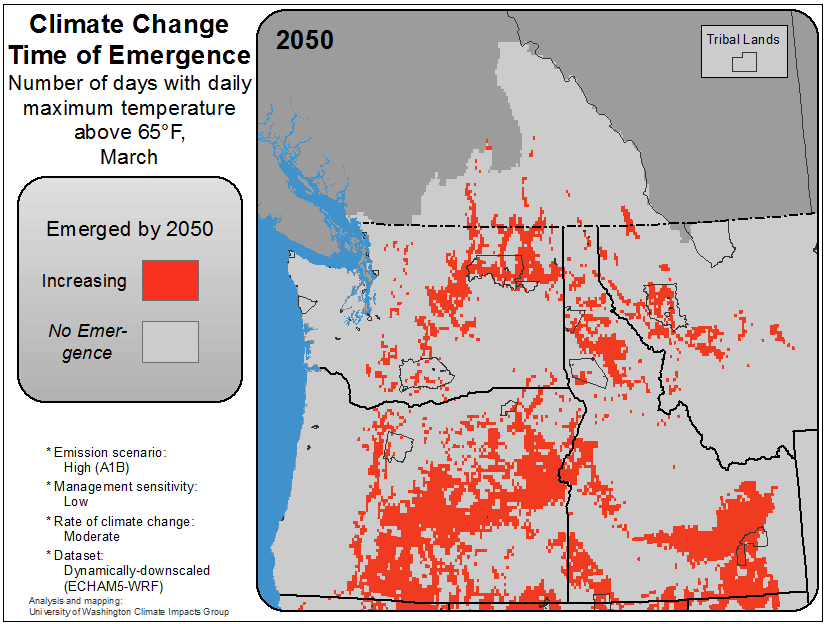 Climate Change
Time of Emergence
Number of days with daily
maximum temperature
above 65°F,
March
Emerged by 2050
Increasing
No Emer-
gence
* Emission scenario:
High (A1B)
* Management sensitivity:
Low
* Rate of climate change:
Moderate
* Dataset:
Dynamically-downscaled
(ECHAM5-WRF)
Analysis and mapping:
University of Washington Climate Impacts Group
2050
Tribal Lands